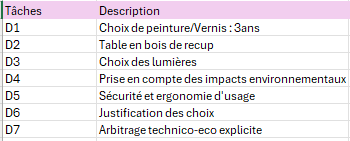 Tâches Description
D1 Choix de peinture/Vernis : 3ans
D2 Table en bois de recup
D3 Choix des lumières
D4 Prise en compte des impacts environnementaux
D5 Sécurité et ergonomie d'usage
D6 Justification des choix
D7 Arbitrage technico-eco explicite